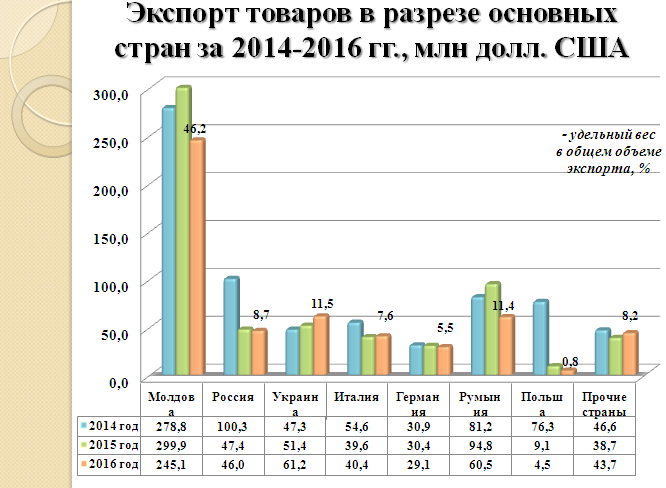 Экспорт товаров в разрезе основных
стран за 2014-2016 гг., млн долл. США
300,0
250,0
200,0
150,0
100,0
50,0
0,0
46,2
8,7
11,5
7,6
5,5
11,4
0,8
8,2
- удельный вес
в общем объеме
экспорта, %
Молдов
а
Россия
Украин
а
Италия
Герман
ия
Румын
ия
Польш
а
Прочие
страны
2014 год 278,8 100,3 47,3 54,6 30,9 81,2 76,3 46,6
2015 год 299,9 47,4 51,4 39,6 30,4 94,8 9,1 38,7
2016 год 245,1 46,0 61,2 40,4 29,1 60,5 4,5 43,7